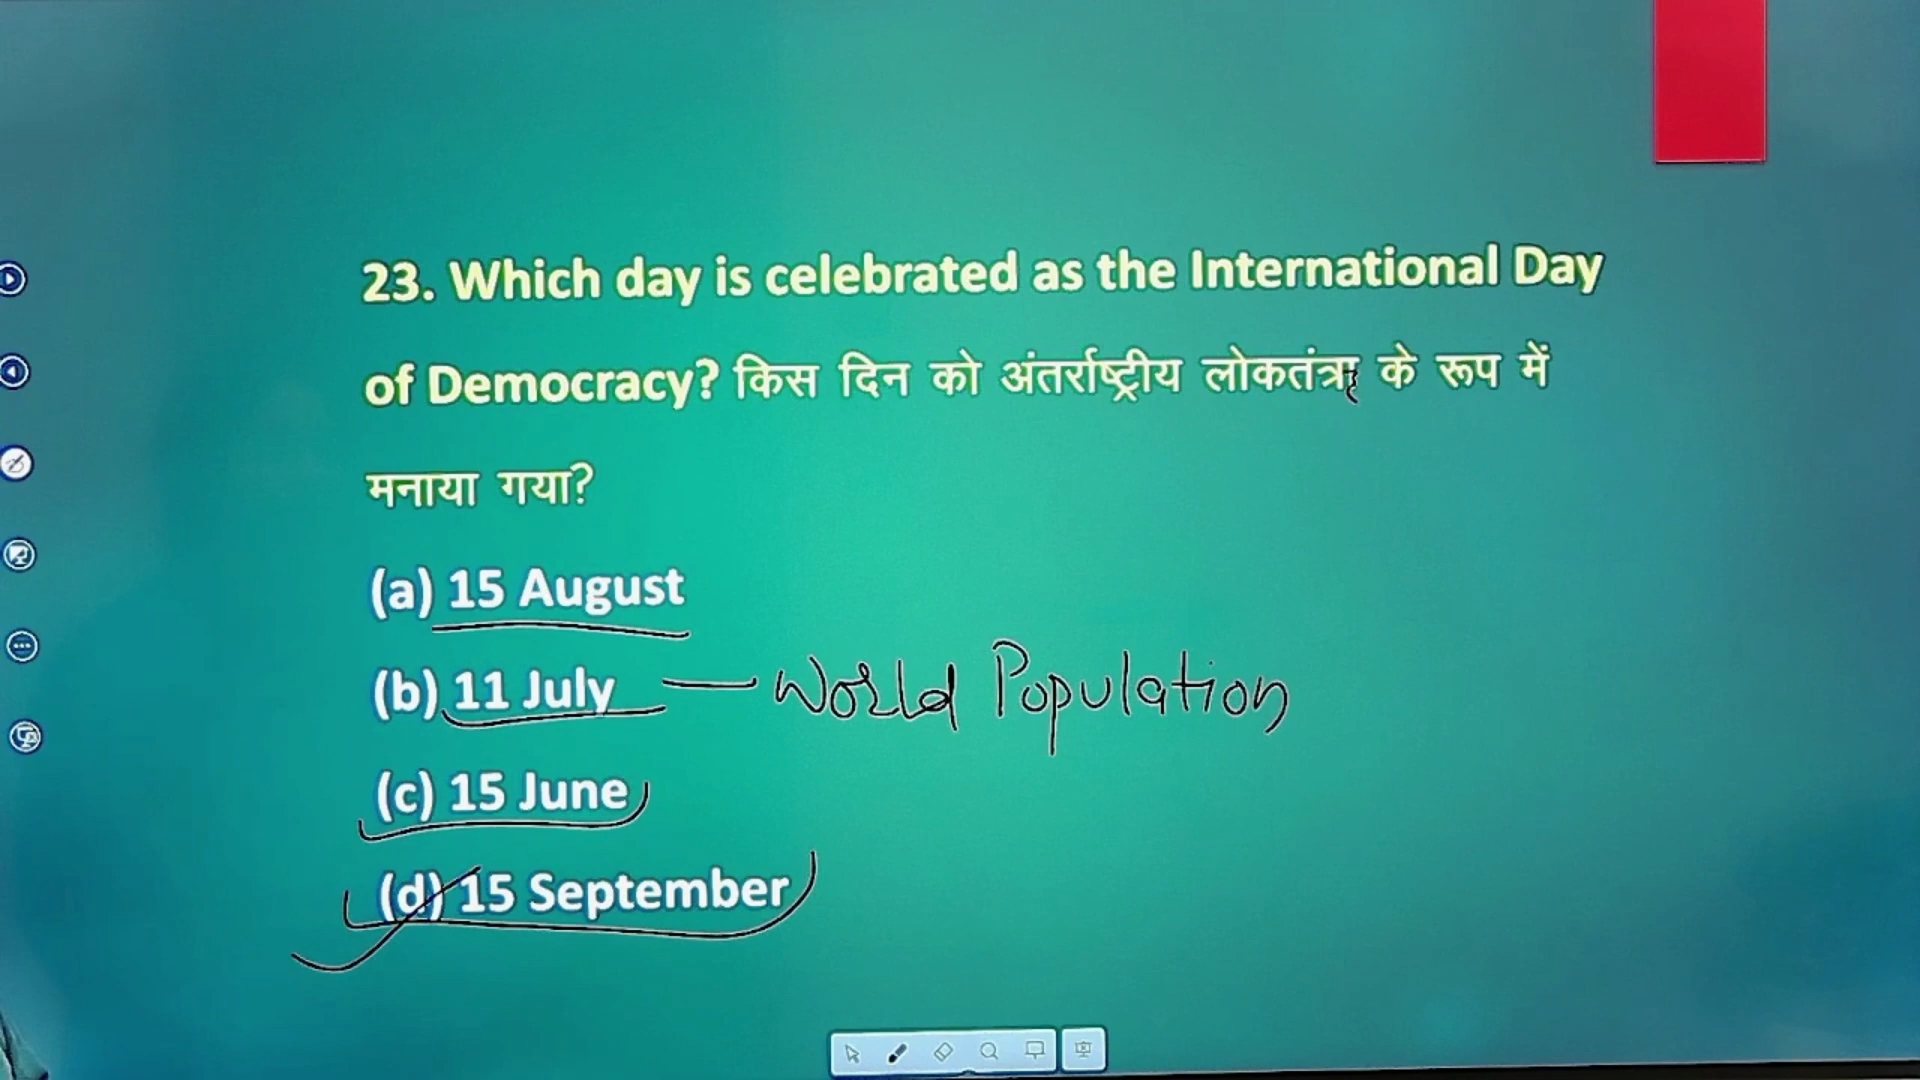 23. Which day is celebrated as the International Day
of Democracy? किस दिन को अंतर्राष्ट्रीय लोकतंत्र के रूप में
मनाया गया?
(a) 15 August
(b) 11 July — World Population
(c) 15 June
(d) 15 September